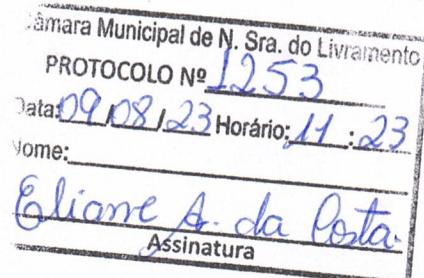 Câmara Municipal de N. Sra. do Livramento
PROTOCOLO Nº 1253
Data: 09/08/23 Horário: 11:23
Nome:
Eliane A. da Costa
Assinatura